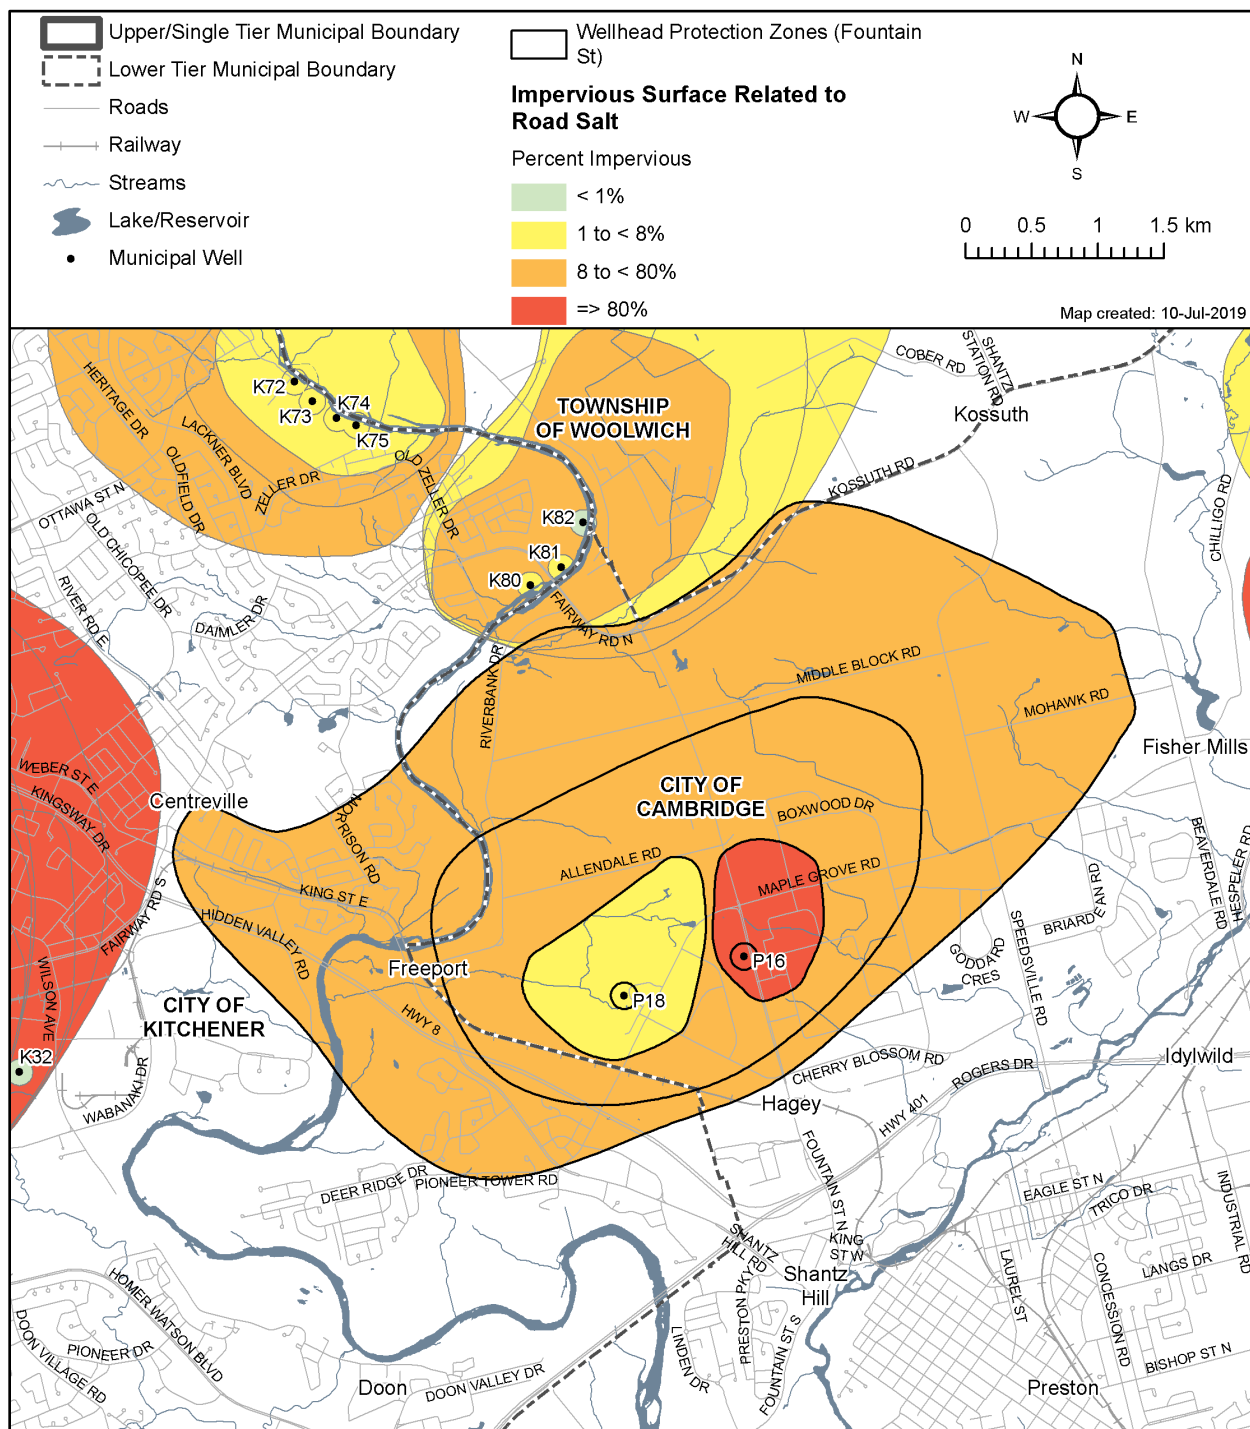 Upper/Single Tier Municipal Boundary
Lower Tier Municipal Boundary
Roads
Railway
Streams
Lake/Reservoir
Municipal Well
Wellhead Protection Zones (Fountain
St)
Impervious Surface Related to
Road Salt
Percent Impervious
< 1%
1 to < 8%
8 to < 80%
=> 80%
N
W
E
S
0
0.5
1
1.5 km
Map created: 10-Jul-2019
COBER RD
SHANTZ
STATION RD
Kossuth
K72
K73
K74
K75
HERITAGE DR
LACKNER BLVD
OLDFIELD DR
ZELLER DR
OLD ZELLER DR
TOWNSHIP
OF WOOLWICH
KOSSUTH RD
CHILLIGO RD
OTTAWA ST N
OLD CHICOPEE DR
RIVER RD E
DAIMLER DR
K82
K81
K80
FAIRWAY RD N
RIVERBANK DR
MIDDLE BLOCK RD
MOHAWK RD
Fisher Mills
WEBER ST E
KINGSWAY DR
Centreville
MORRISON RD
CITY OF
CAMBRIDGE
BOXWOOD DR
ALLENDALE RD
MAPLE GROVE RD
BEAVERDALE RD
HESPELER RD
KING ST E
HIDDEN VALLEY RD
FAIRWAY RD S
WILSON AVE
BRIARDEAN RD
GODDARD
CRES
SPEEDSVILLE RD
Freeport
P16
P18
CITY OF
KITCHENER
HWY 8
K32
WABANAKI DR
CHERRY BLOSSOM RD
ROGERS DR
Idylwild
Hagey
HWY 401
FOUNTAIN ST N
DEER RIDGE DR
PIONEER TOWER RD
EAGLE ST N
TRICO DR
INDUSTRIAL RD
SHANTZ
HILL RD
KING
ST W
Shantz
Hill
LANGS DR
LAUREL ST
CONCESSION RD
HOMER WATSON BLVD
PRESTON PKY
FOUNTAIN ST S
LINDEN DR
DOON VILLAGE RD
PIONEER DR
Doon
DOON VALLEY DR
Preston
BISHOP ST N